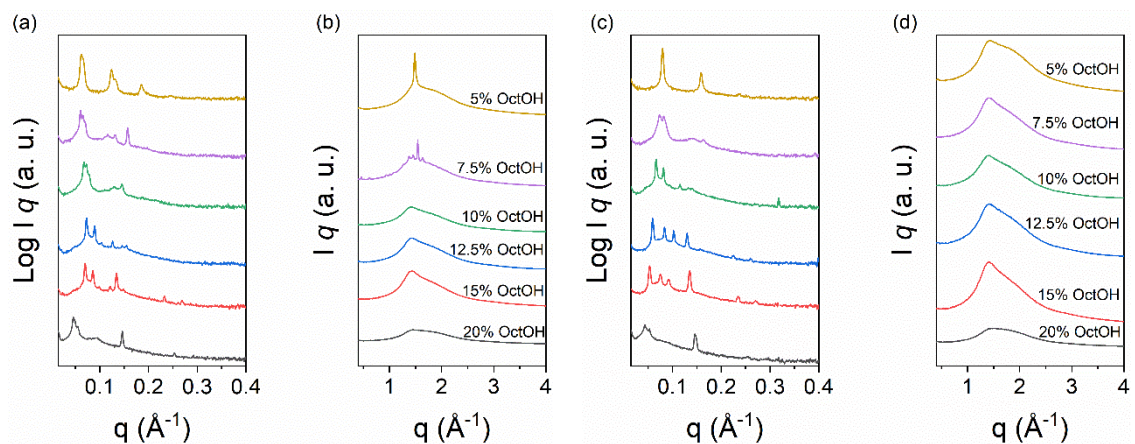 (a)
Log I q (a. u.)
0.1 0.2 0.3 0.4
q (Å-1)
(b)
I q (a. u.)
5% OctOH
7.5% OctOH
10% OctOH
12.5% OctOH
15% OctOH
20% OctOH
1 2 3 4
q (Å-1)
(c)
Log I q (a. u.)
0.1 0.2 0.3 0.4
q (Å-1)
(d)
I q (a. u.)
5% OctOH
7.5% OctOH
10% OctOH
12.5% OctOH
15% OctOH
20% OctOH
1 2 3 4
q (Å-1)